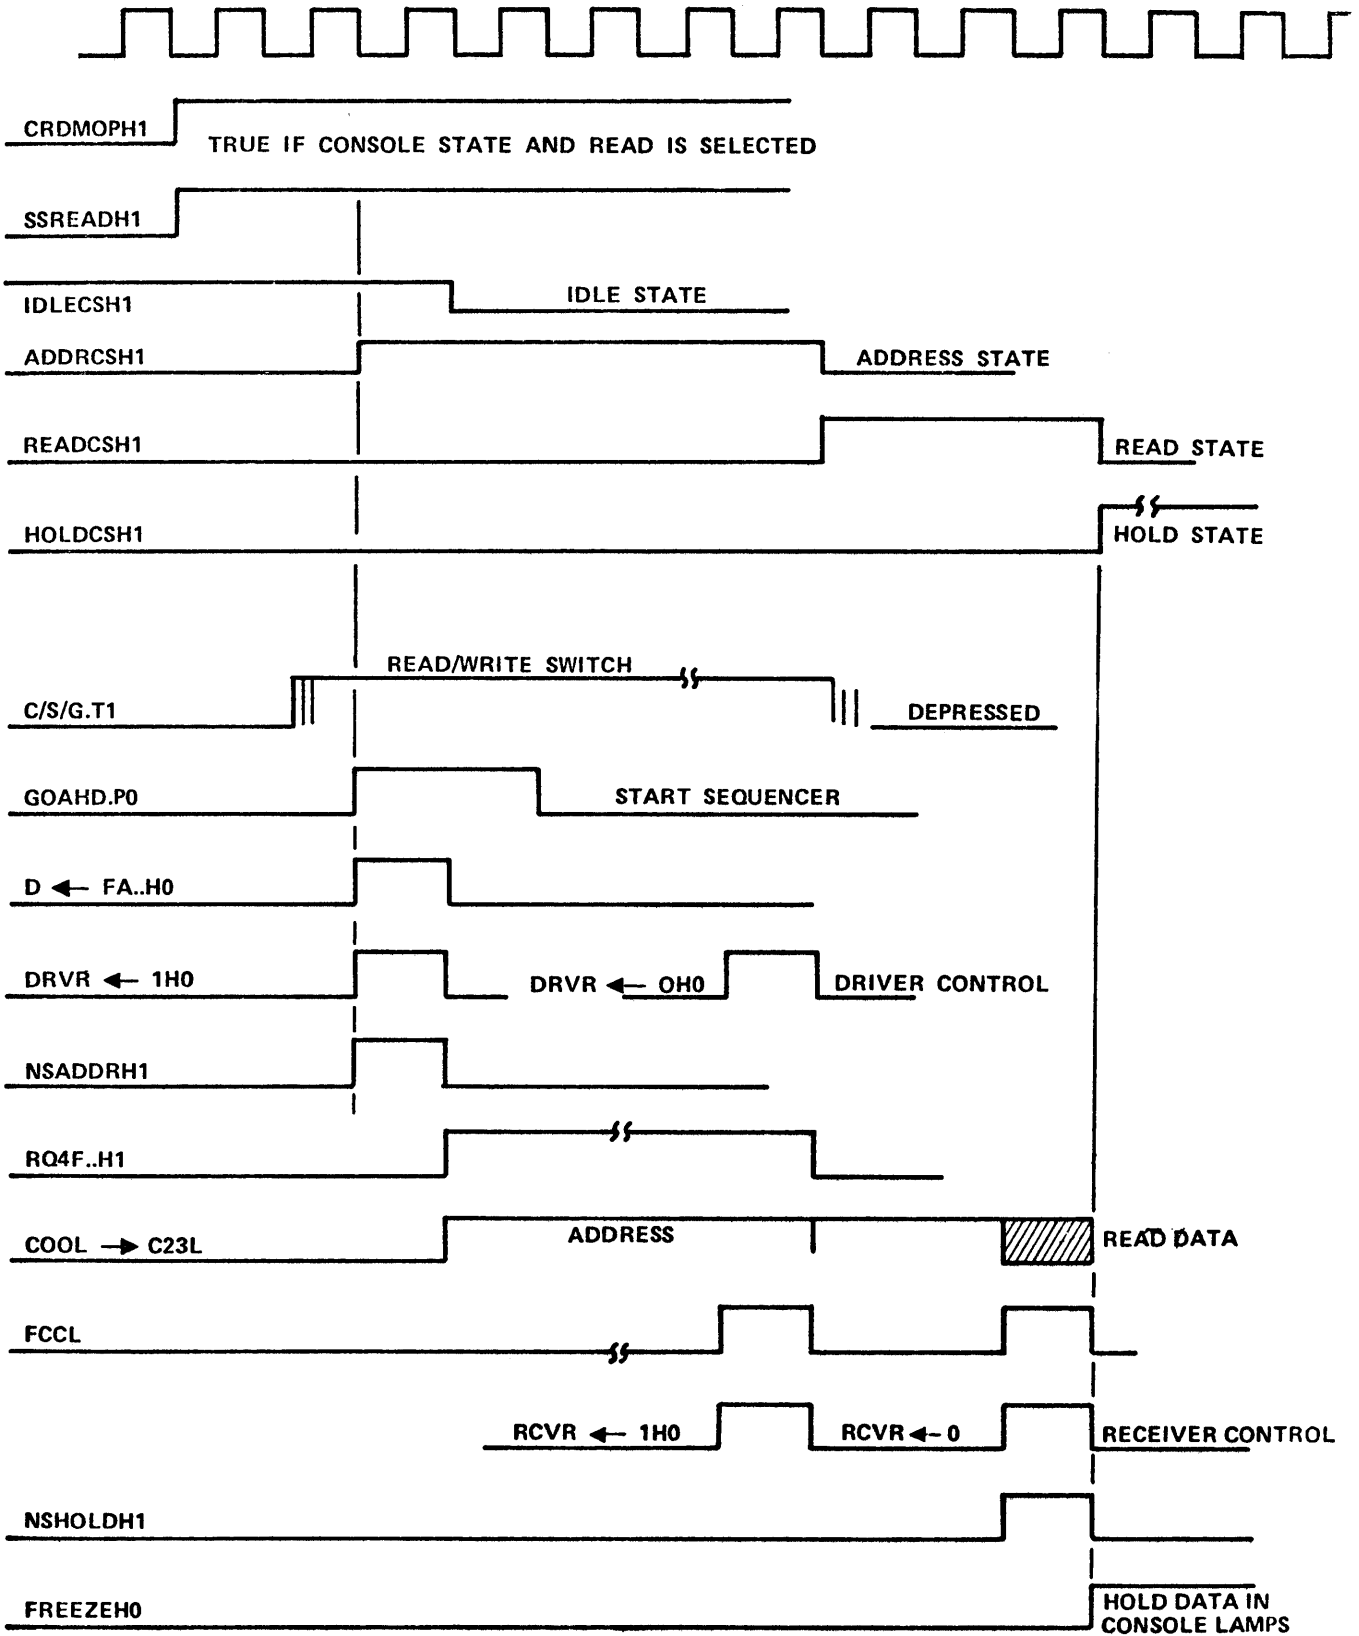 CRDMOPH1
TRUE IF CONSOLE STATE AND READ IS SELECTED
SSREADH1
IDLECSH1
IDLE STATE
ADDRCSH1
ADDRESS STATE
READCSH1
READ STATE
HOLDCSH1
HOLD STATE
READ/WRITE SWITCH
C/S/G.T1
DEPRESSED
GOAHD.P0
START SEQUENCER
D ← FA..H0
DRVR ← 1H0
DRVR ← OH0
DRIVER CONTROL
NSADDRH1
RQ4F..H1
COOL → C23L
ADDRESS
READ DATA
FCCL
RCVR ← 1H0
RCVR ← 0
RECEIVER CONTROL
NSHOLDH1
FREEZEH0
HOLD DATA IN
CONSOLE LAMPS